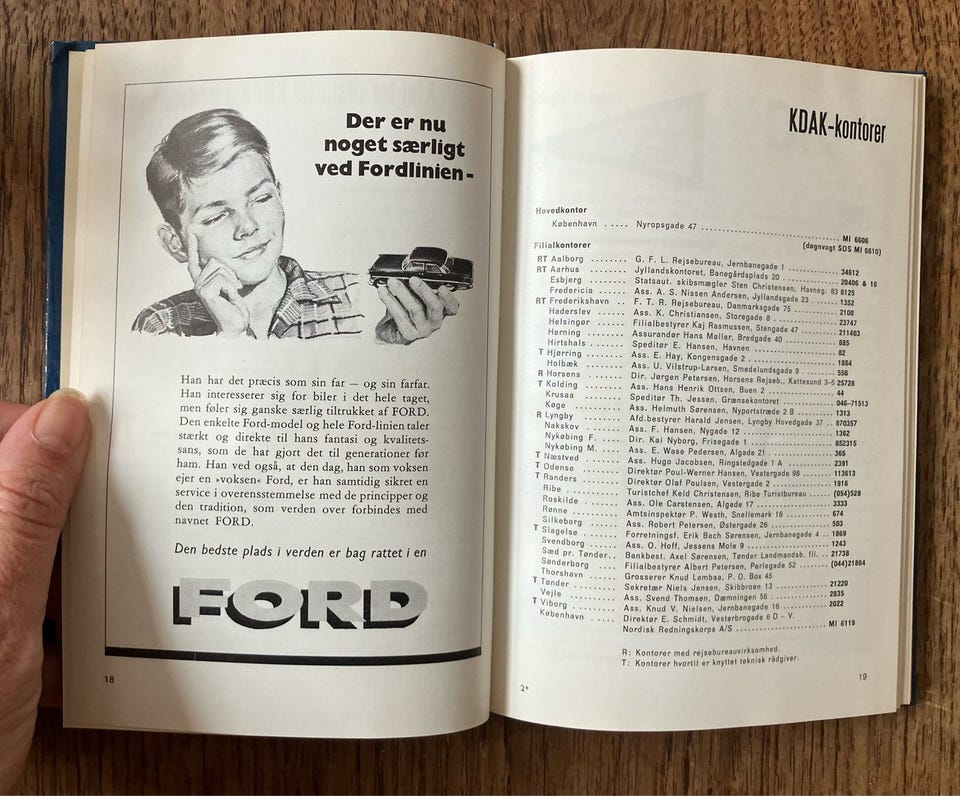 Der er nu
noget særligt
ved Fordlinien -
Han har det præcis som sin far — og sin farfar.
Han interesserer sig for biler i det hele taget,
men føler sig ganske særlig tiltrukket af FORD.
Den enkelte Ford-model og hele Ford-linien taler
stærkt og direkte til hans fantasi og kvalitets-
sans, som de har gjort det til generationer før
ham. Han ved også, at den dag, han som voksen
ejer en »voksen« Ford, er han samtidig sikret en
service i overensstemmelse med de principper og
den tradition, som verden over forbindes med
navnet FORD.
Den bedste plads i verden er bag rattet i en
FORD
18
KDAK-kontorer
Hovedkontor
København ..... Nyropsgade 47 ..... MI 6606
(døgnvagt SOS MI 6610)
Filialkontorer
RT Aalborg ..... G. F. L. Rejsebureau, Jernbanegade 1 ..... 34612
RT Aarhus ..... Jyllandskontoret, Banegårdsplads 20 ..... 20406 & 16
Esbjerg ..... Statsaut. skibsmægler Sten Christensen, Havneg. 83 6125
Fredericia ..... Ass. A. S. Nissen Andersen, Jyllandsgade 23 ..... 1352
RT Frederikshavn .. F. T. R. Rejsebureau, Danmarksgade 75 ..... 2100
Haderslev ..... Ass. K. Christiansen, Storegade 8 ..... 23747
Helsingør ..... Filialbestyrer Kaj Rasmussen, Stengade 47 ..... 211403
Herning ..... Assurandør Hans Møller, Bredgade 40 ..... 885
Hirtshals ..... Speditør E. Hansen, Havnen ..... 82
T Hjørring ..... Ass. E. Hay, Kongensgade 2 ..... 1864
Holbæk ..... Ass. U. Vilstrup-Larsen, Smedelundsgade 9 ..... 556
R Horsens ..... Dir. Jørgen Petersen, Horsens Rejseb., Kattesund 3-5 25728
T Kolding ..... Ass. Hans Henrik Ottsen, Buen 2 ..... 44
Krusaa ..... Speditør Th. Jessen, Grænsekontoret ..... 046-71513
Køge ..... Ass. Helmuth Sørensen, Nyportstræde 2 B ..... 1313
R Lyngby ..... Afd.bestyrer Harald Jensen, Lyngby Hovedgade 37 .. 870357
Nakskov ..... Ass. F. Hansen, Nygade 12 ..... 1362
Nykøbing F. ..... Dir. Kai Nyborg, Frisegade 1 ..... 852315
Nykøbing M. ..... Ass. E. Wase Pedersen, Algade 21 ..... 365
T Næstved ..... Ass. Hugo Jacobsen, Ringstedgade 1 A ..... 2391
T Odense ..... Direktør Poul-Werner Hansen, Vestergade 98 ..... 113613
T Randers ..... Direktør Olaf Poulsen, Vestergade 2 ..... 1916
Ribe ..... Turistchef Keld Christensen, Ribe Turistbureau ..... (054)528
Roskilde ..... Ass. Ole Carstensen, Algade 17 ..... 3333
Rønne ..... Amtsinspektør P. Westh, Snellemark 16 ..... 674
Silkeborg ..... Ass. Robert Petersen, Østergade 26 ..... 503
T Slagelse ..... Forretningsf. Erik Bach Sørensen, Jernbanegade 4 .. 1869
Svendborg ..... Ass. O. Hoff, Jessens Mole 9 ..... 1243
Sæd pr. Tønder.. Bankbest. Axel Sørensen, Tønder Landmandsb. fil. .. 21738
Sønderborg .... Filialbestyrer Albert Petersen, Perlegade 52 ..... (044)21864
Thorshavn ..... Grosserer Knud Lambaa, P. O. Box 45
T Tønder ..... Sekretær Niels Jensen, Skibbroen 13 ..... 21220
Vejle ..... Ass. Svend Thomsen, Dæmningen 56 ..... 2835
T Viborg ..... Ass. Knud V. Nielsen, Jernbanegade 16 ..... 2022
København ..... Direktør E. Schmidt, Vesterbrogade 6 D - V.
Nordisk Redningskorps A/S ..... MI 6119
R: Kontorer med rejsebureauvirksomhed.
T: Kontorer hvortil er knyttet teknisk rådgiver.
2*
19